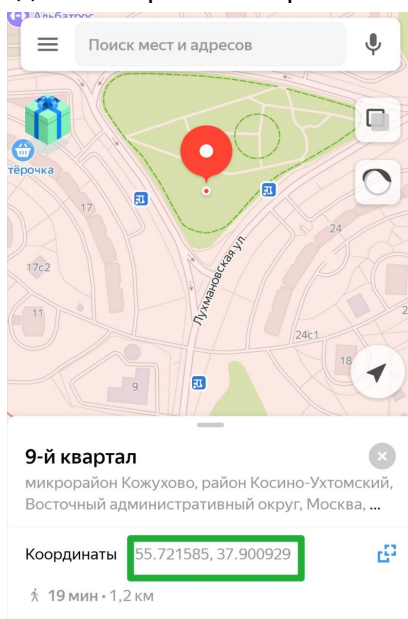 Альбатрос
Поиск мест и адресов
тёрочка
17
24
17с2
11
Лухмановская ул.
24с1
18
2
9
9-й квартал
микрорайон Кожухово, район Косино-Ухтомский,
Восточный административный округ, Москва, ...
Координаты 55.721585, 37.900929
19 мин · 1,2 км